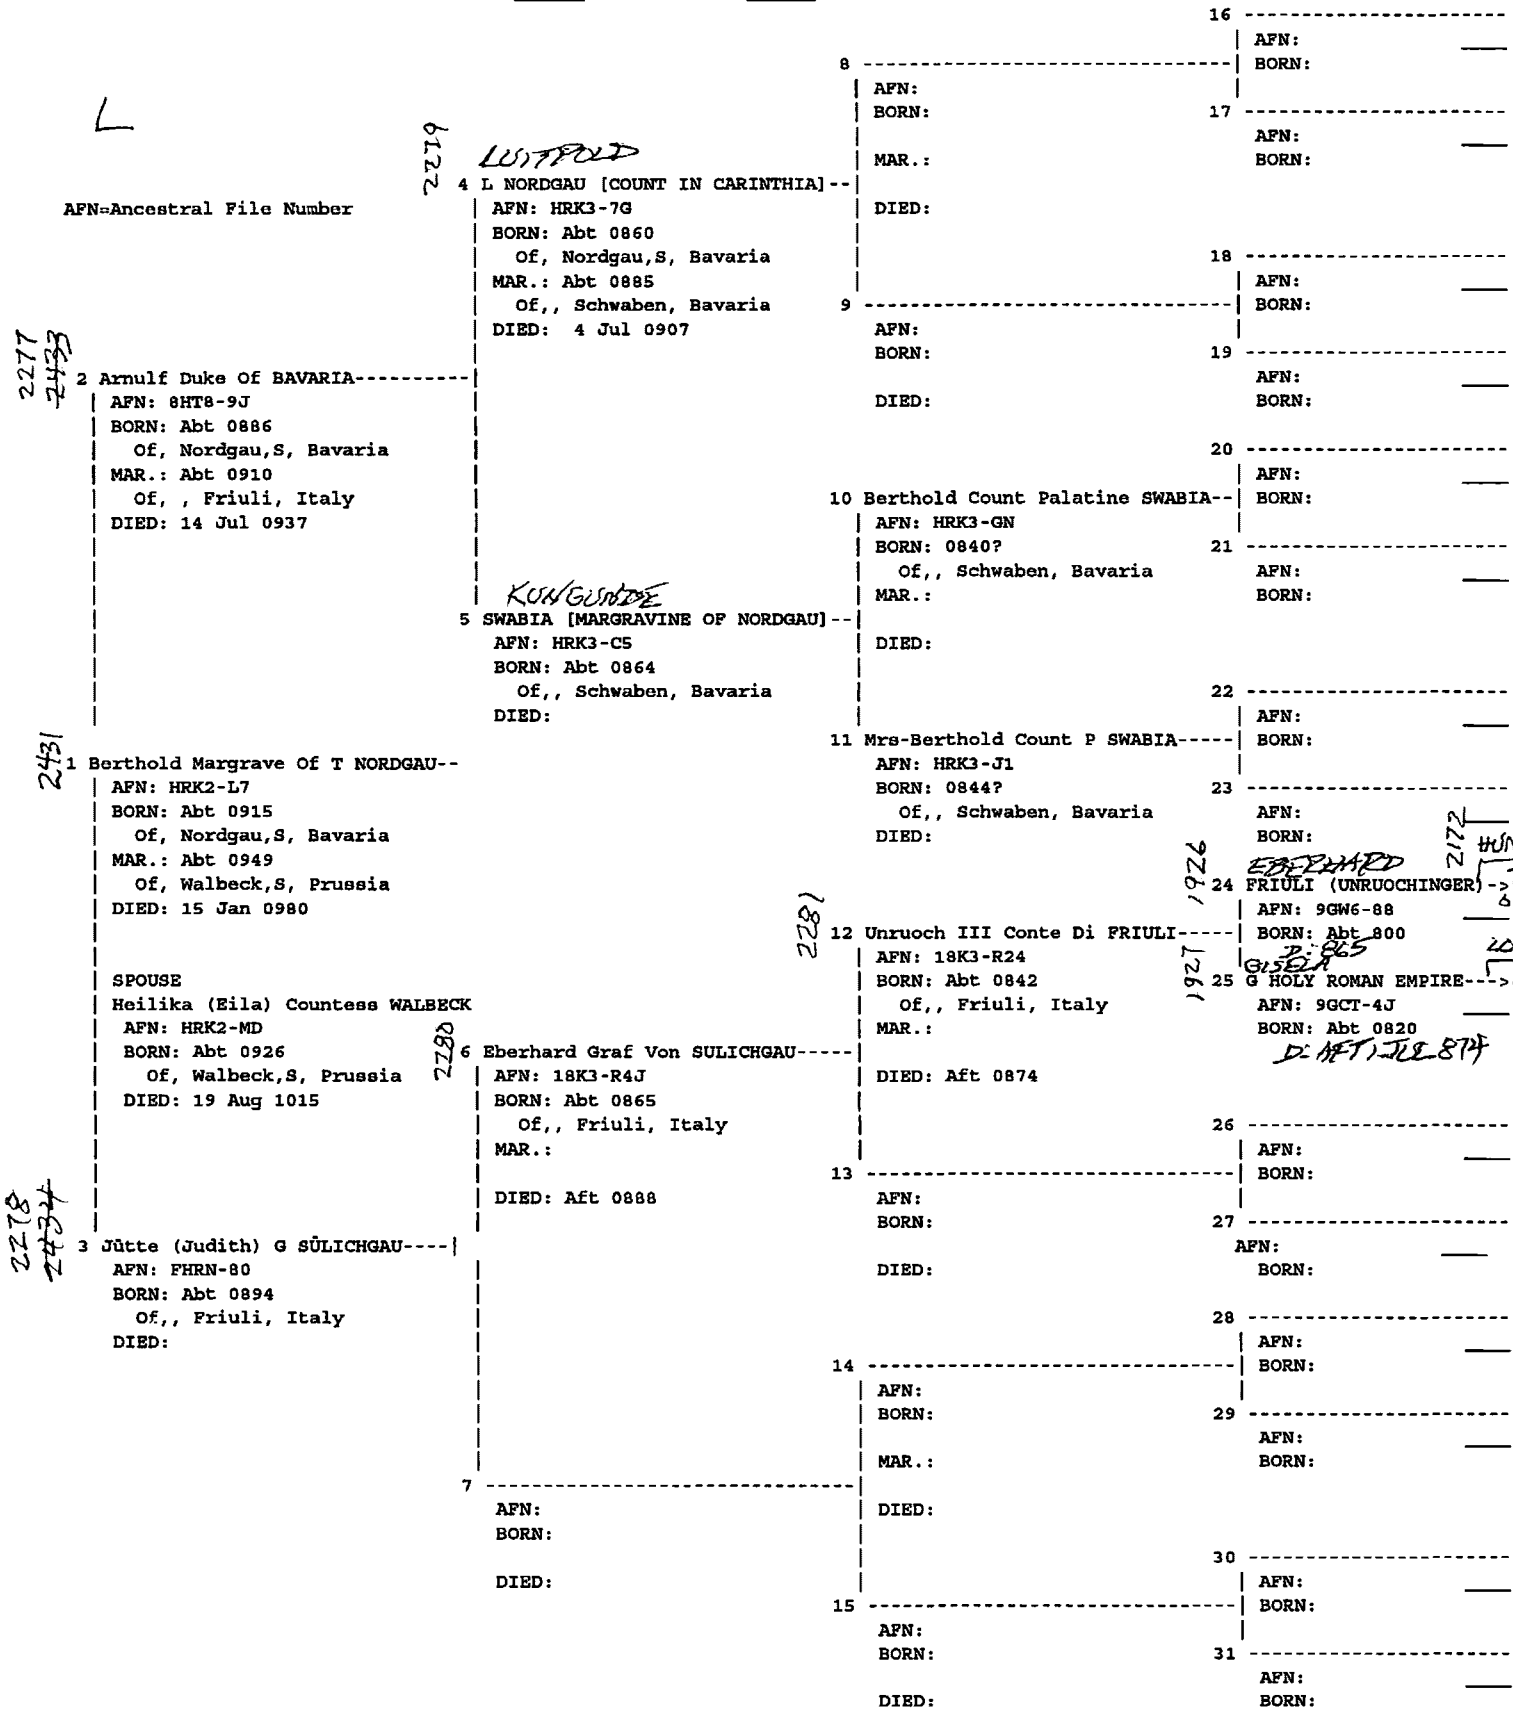 L
AFN=Ancestral File Number
2277
2433
2 Arnulf Duke Of BAVARIA----------
AFN: 8HT8-9J
BORN: Abt 0886
Of, Nordgau,S, Bavaria
MAR.: Abt 0910
Of, , Friuli, Italy
DIED: 14 Jul 0937
2431
1 Berthold Margrave Of T NORDGAU--
AFN: HRK2-L7
BORN: Abt 0915
Of, Nordgau,S, Bavaria
MAR.: Abt 0949
Of, Walbeck,S, Prussia
DIED: 15 Jan 0980
SPOUSE
Heilika (Eila) Countess WALBECK
AFN: HRK2-MD
BORN: Abt 0926
Of, Walbeck,S, Prussia
DIED: 19 Aug 1015
2278
2434
3 Jütte (Judith) G SÜLICHGAU----
AFN: FHRN-80
BORN: Abt 0894
Of,, Friuli, Italy
DIED:
2279
LUITPOLD
4 L NORDGAU [COUNT IN CARINTHIA]--
AFN: HRK3-7G
BORN: Abt 0860
Of, Nordgau,S, Bavaria
MAR.: Abt 0885
Of,, Schwaben, Bavaria
DIED: 4 Jul 0907
KUNGUNDE
5 SWABIA [MARGRAVINE OF NORDGAU]--
AFN: HRK3-C5
BORN: Abt 0864
Of,, Schwaben, Bavaria
DIED:
2280
6 Eberhard Graf Von SULICHGAU-----
AFN: 18K3-R4J
BORN: Abt 0865
Of,, Friuli, Italy
MAR.:
DIED: Aft 0888
7 --------------------------------
AFN:
BORN:
DIED:
8 --------------------------------
AFN:
BORN:
MAR.:
DIED:
9 --------------------------------
AFN:
BORN:
DIED:
10 Berthold Count Palatine SWABIA--
AFN: HRK3-GN
BORN: 0840?
Of,, Schwaben, Bavaria
MAR.:
DIED:
11 Mrs-Berthold Count P SWABIA-----
AFN: HRK3-J1
BORN: 0844?
Of,, Schwaben, Bavaria
DIED:
2281
12 Unruoch III Conte Di FRIULI-----
AFN: 18K3-R24
BORN: Abt 0842
Of,, Friuli, Italy
MAR.:
DIED: Aft 0874
13 --------------------------------
AFN:
BORN:
DIED:
14 --------------------------------
AFN:
BORN:
MAR.:
DIED:
15 --------------------------------
AFN:
BORN:
DIED:
16 ----------------------
AFN:
BORN:
17 ----------------------
AFN:
BORN:
18 ----------------------
AFN:
BORN:
19 ----------------------
AFN:
BORN:
20 ----------------------
AFN:
BORN:
21 ----------------------
AFN:
BORN:
22 ----------------------
AFN:
BORN:
23 ----------------------
AFN:
BORN:
2172
HUN
1926
EBERHARD
24 FRIULI (UNRUOCHINGER)->
AFN: 9GW6-88
BORN: Abt 800
D: 865
1927
GISELA
25 G HOLY ROMAN EMPIRE--->
AFN: 9GCT-4J
BORN: Abt 0820
D: AFT 1 JUL 874
26 ----------------------
AFN:
BORN:
27 ----------------------
AFN:
BORN:
28 ----------------------
AFN:
BORN:
29 ----------------------
AFN:
BORN:
30 ----------------------
AFN:
BORN:
31 ----------------------
AFN:
BORN: